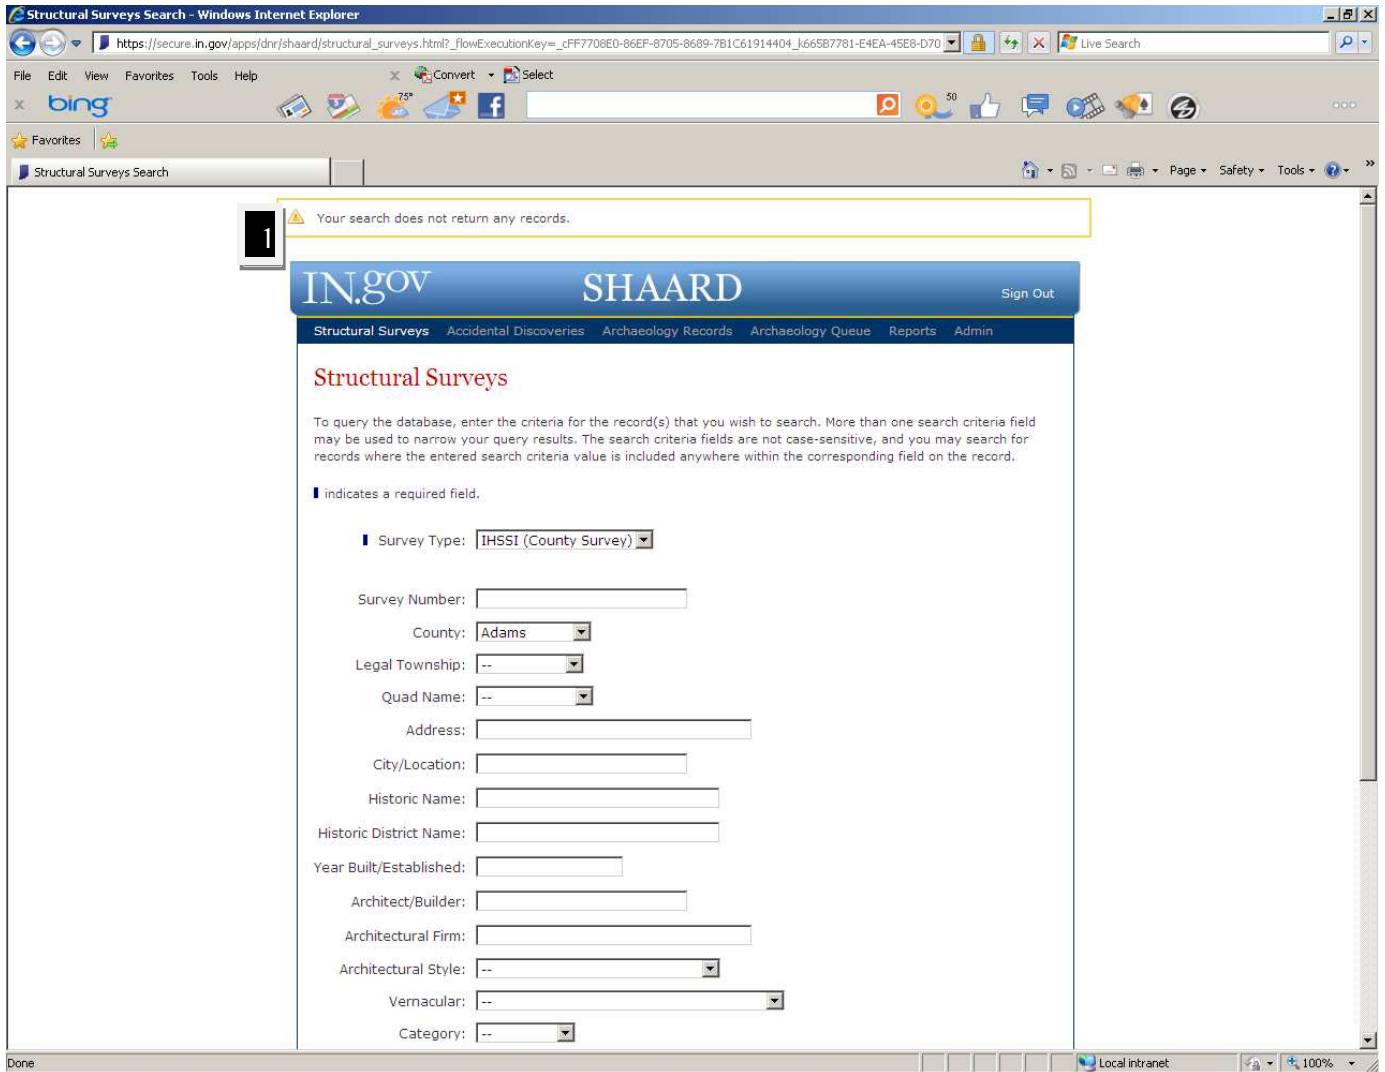 Structural Surveys Search - Windows Internet Explorer
https://secure.in.gov/apps/dnr/shaard/structural_surveys.html?_flowExecutionKey=_cFF7708E0-86EF-8705-8689-7B1C61914404_k665B7781-E4EA-45E8-D70
Live Search
File Edit View Favorites Tools Help
x Convert Select
x bing 75° 50
Favorites
Structural Surveys Search
Page Safety Tools »
1
Your search does not return any records.
IN.gov SHAARD Sign Out
Structural Surveys Accidental Discoveries Archaeology Records Archaeology Queue Reports Admin
Structural Surveys
To query the database, enter the criteria for the record(s) that you wish to search. More than one search criteria field
may be used to narrow your query results. The search criteria fields are not case-sensitive, and you may search for
records where the entered search criteria value is included anywhere within the corresponding field on the record.
indicates a required field.
Survey Type: IHSSI (County Survey)
Survey Number:
County: Adams
Legal Township: --
Quad Name: --
Address:
City/Location:
Historic Name:
Historic District Name:
Year Built/Established:
Architect/Builder:
Architectural Firm:
Architectural Style: --
Vernacular: --
Category: --
Done Local intranet 100%